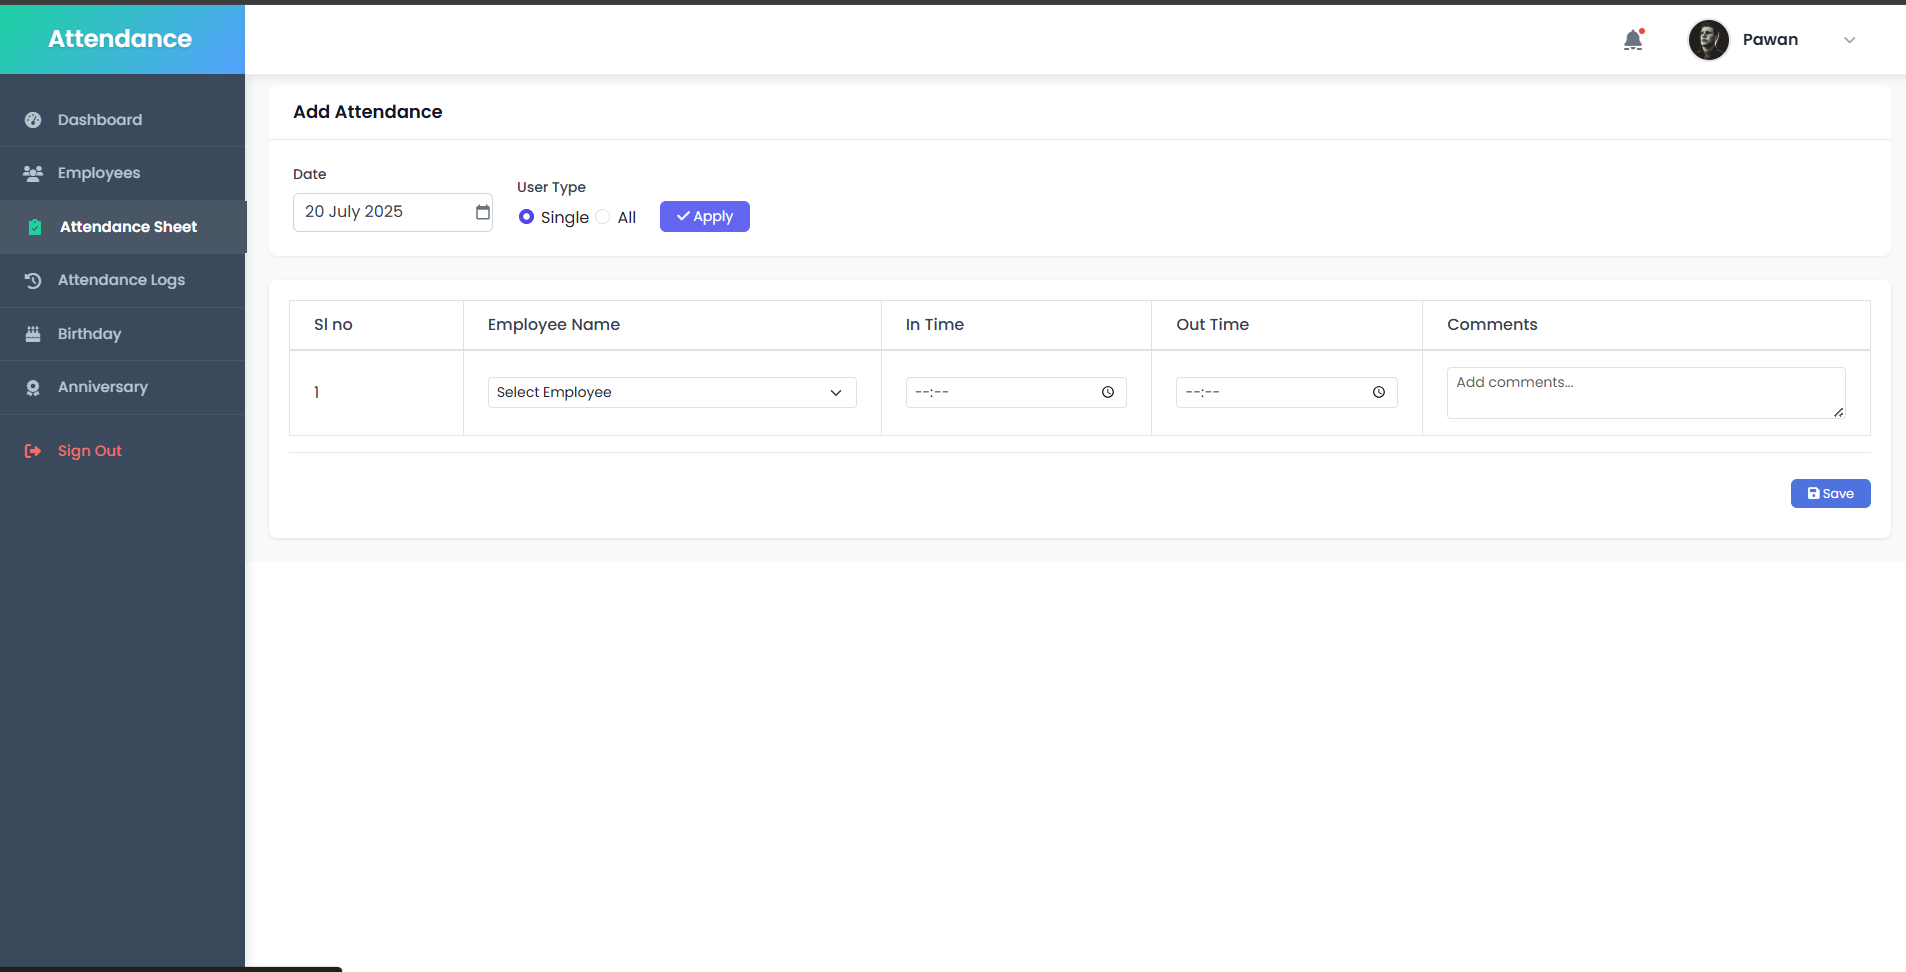 Attendance
Pawan
Dashboard
Employees
Attendance Sheet
Attendance Logs
Birthday
Anniversary
Sign Out
Add Attendance
Date
20 July 2025
User Type
Single All
Apply
Sl no Employee Name In Time Out Time Comments
1 Select Employee --:-- --:-- Add comments...
Save